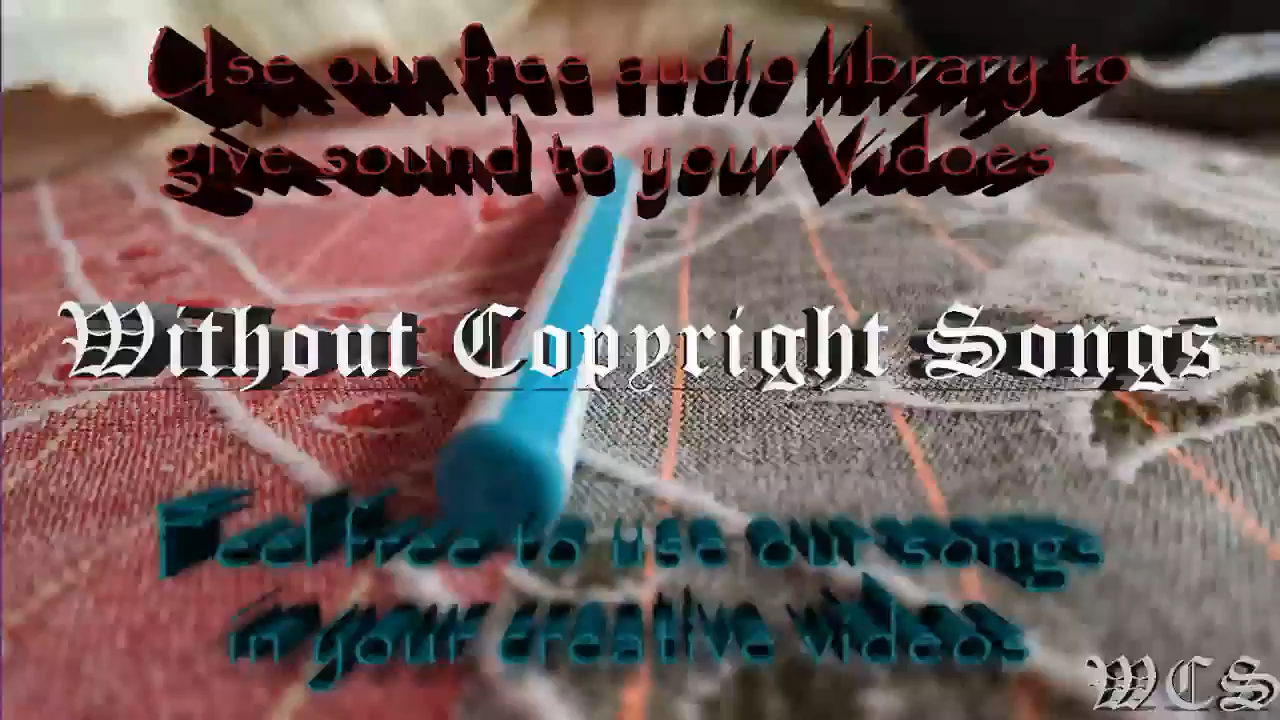 Use our free audio library to
give sound to your Vidoes
Without Copyright Songs
Feel free to use our songs
in your creative videos
WCS